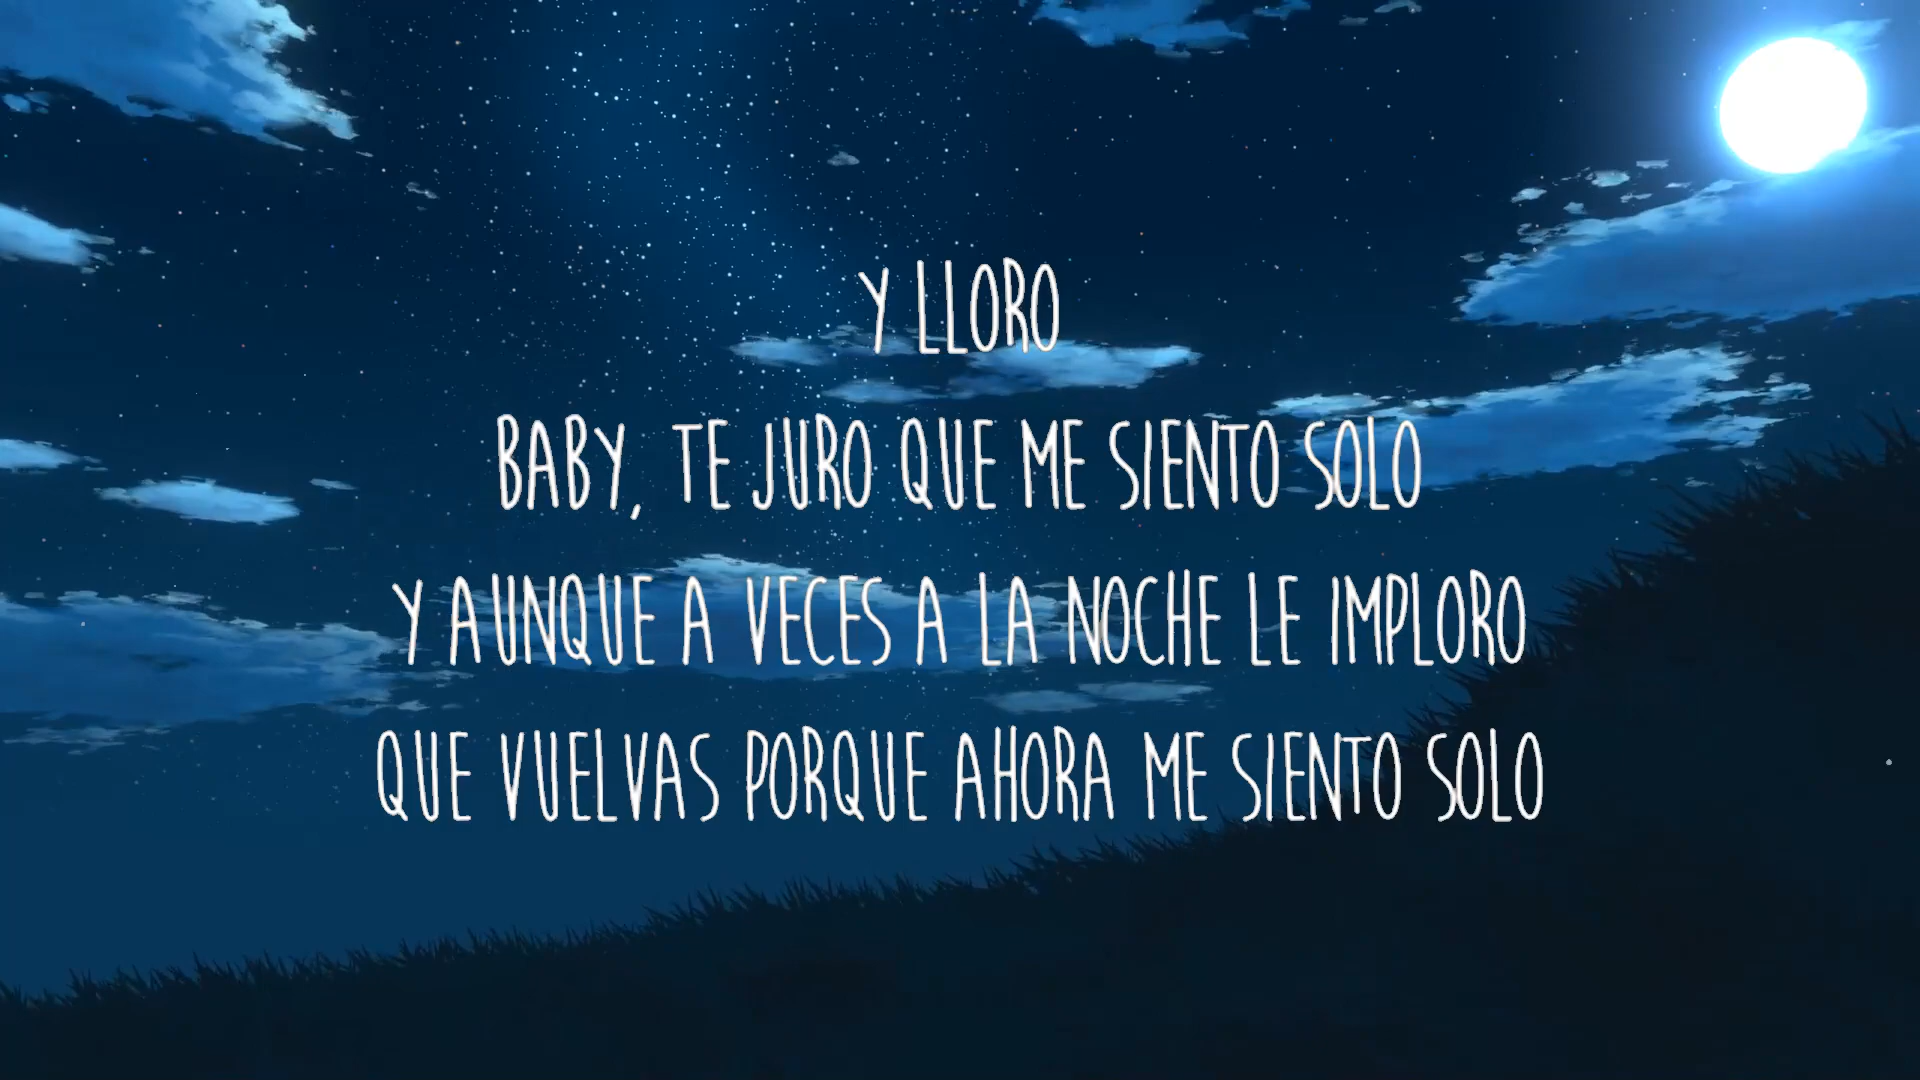 Y LLORO
BABY, TE JURO QUE ME SIENTO SOLO
Y AUNQUE A VECES A LA NOCHE LE IMPLORO
QUE VUELVAS PORQUE AHORA ME SIENTO SOLO